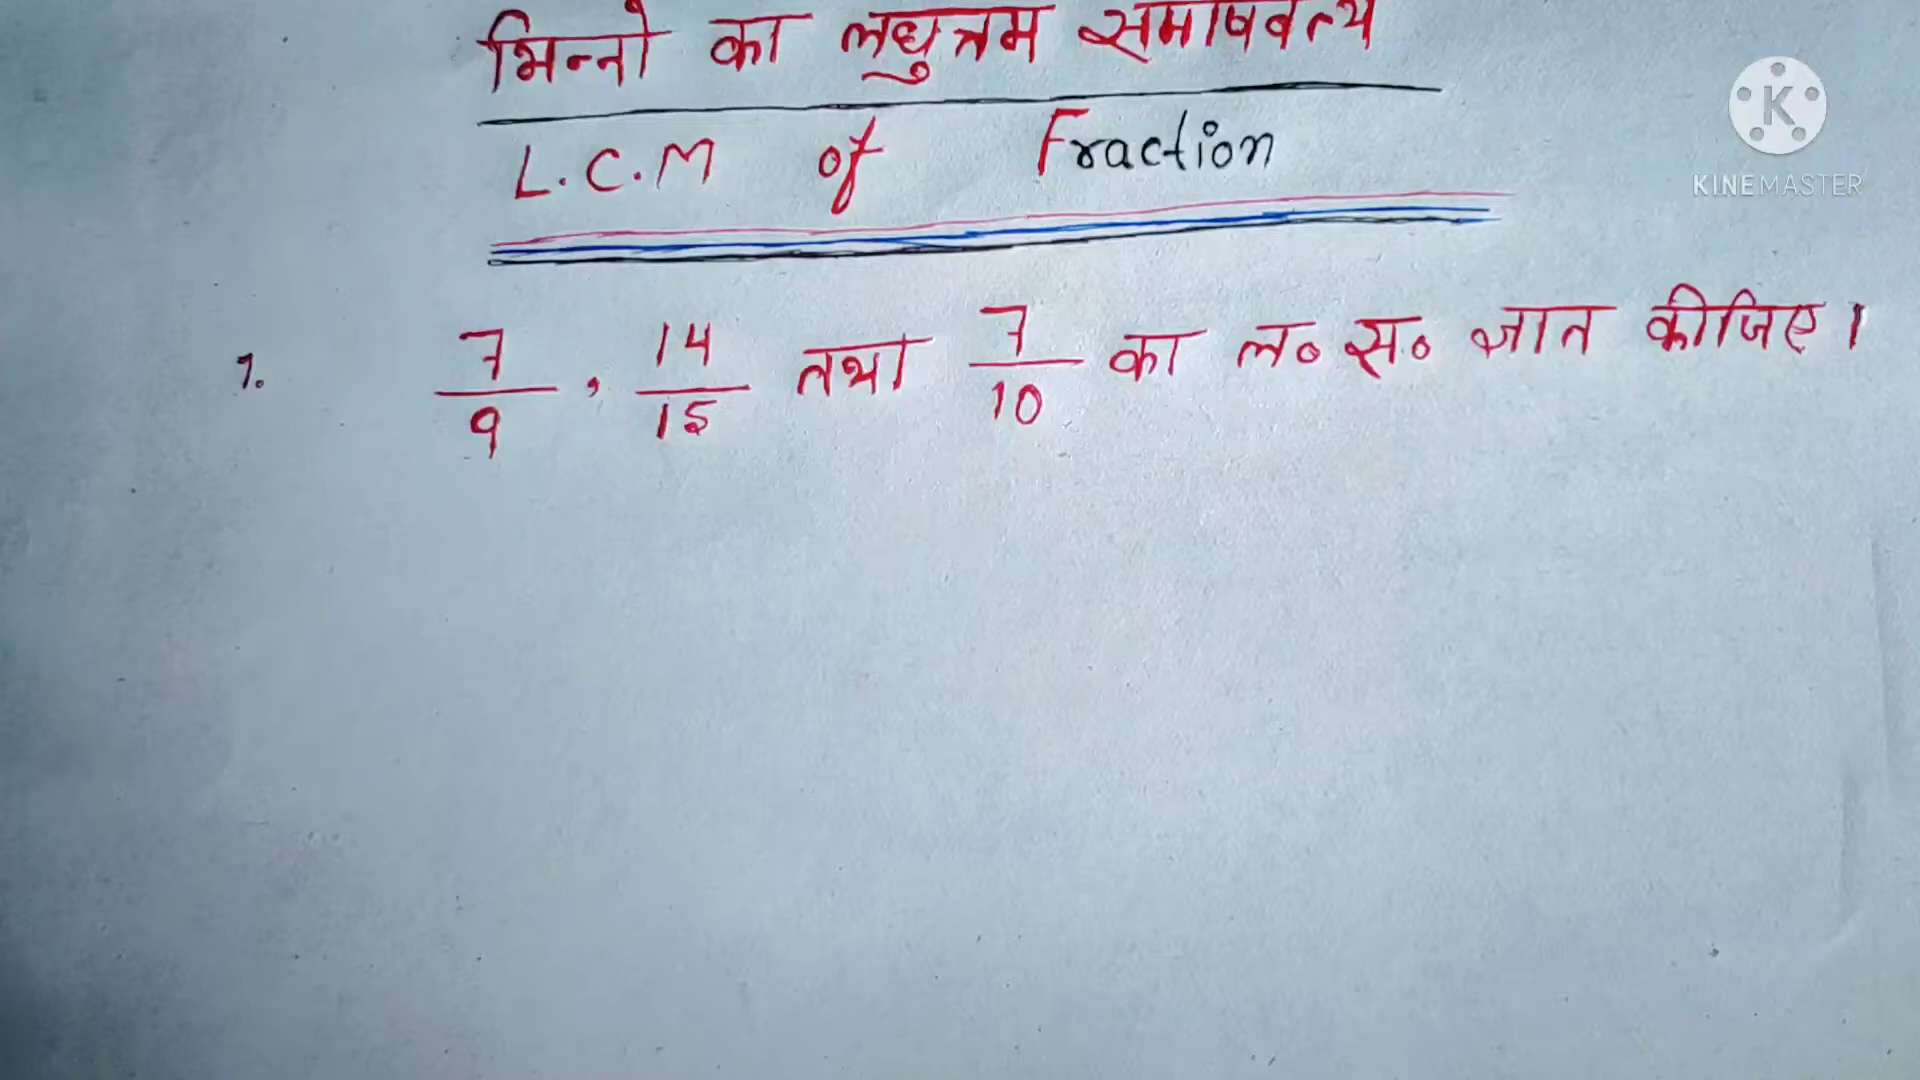 भिन्नो का लघुत्तम समापवर्त्य
L.C.M of Fraction
KINEMASTER
1. 7/9, 14/15 तथा 7/10 का ल० स० ज्ञात कीजिए।